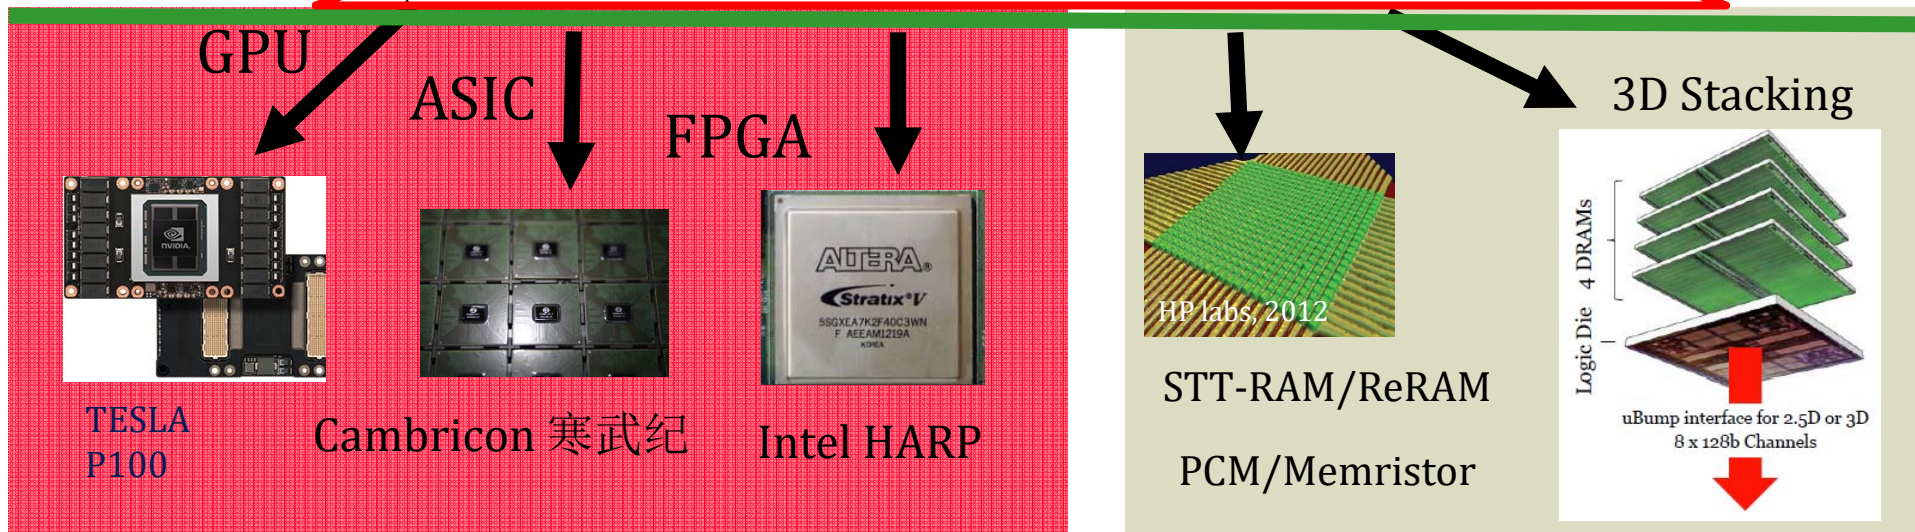 GPU
ASIC
FPGA
3D Stacking
NVIDIA.
ALTERA®
Stratix® V
5SGXEA7K2F40C3WN
F AEEAM1219A
KOREA
HP labs, 2012
4 DRAMs
Logic Die
uBump interface for 2.5D or 3D
8 x 128b Channels
TESLA
P100
Cambricon 寒武纪
Intel HARP
STT-RAM/ReRAM
PCM/Memristor